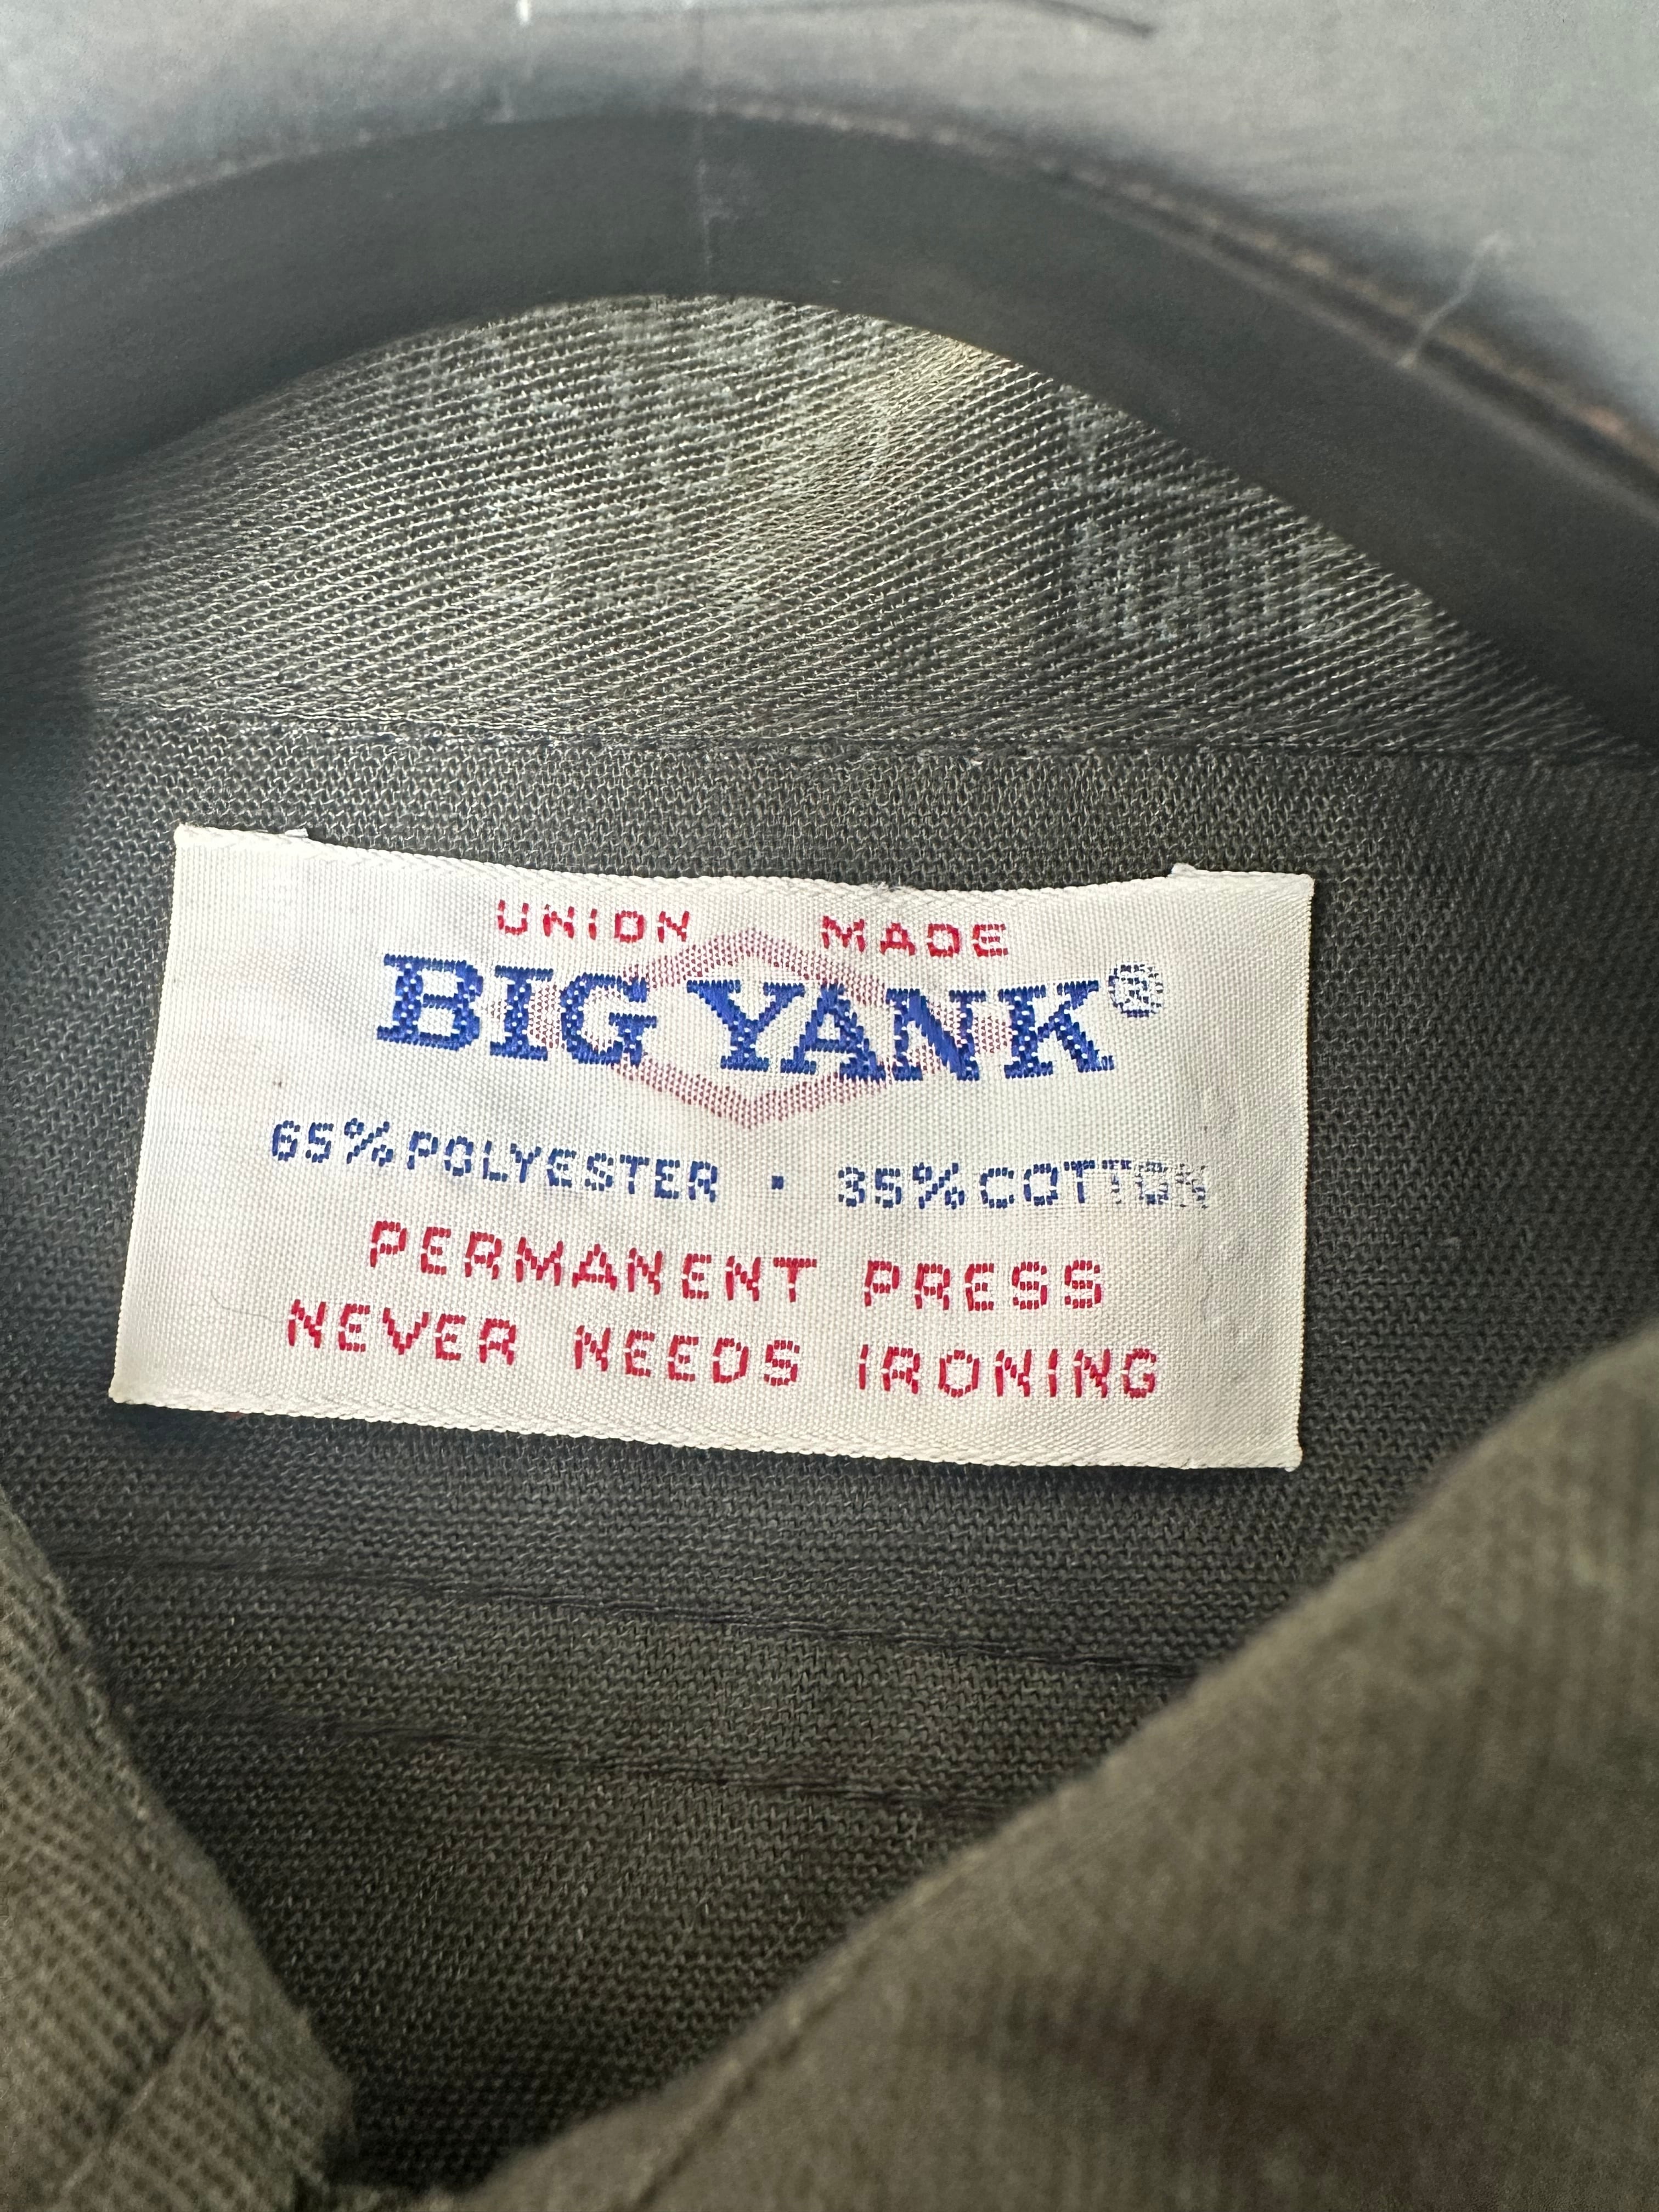 UNION MADE
BIG YANK®
65% POLYESTER · 35% COTTON
PERMANENT PRESS
NEVER NEEDS IRONING